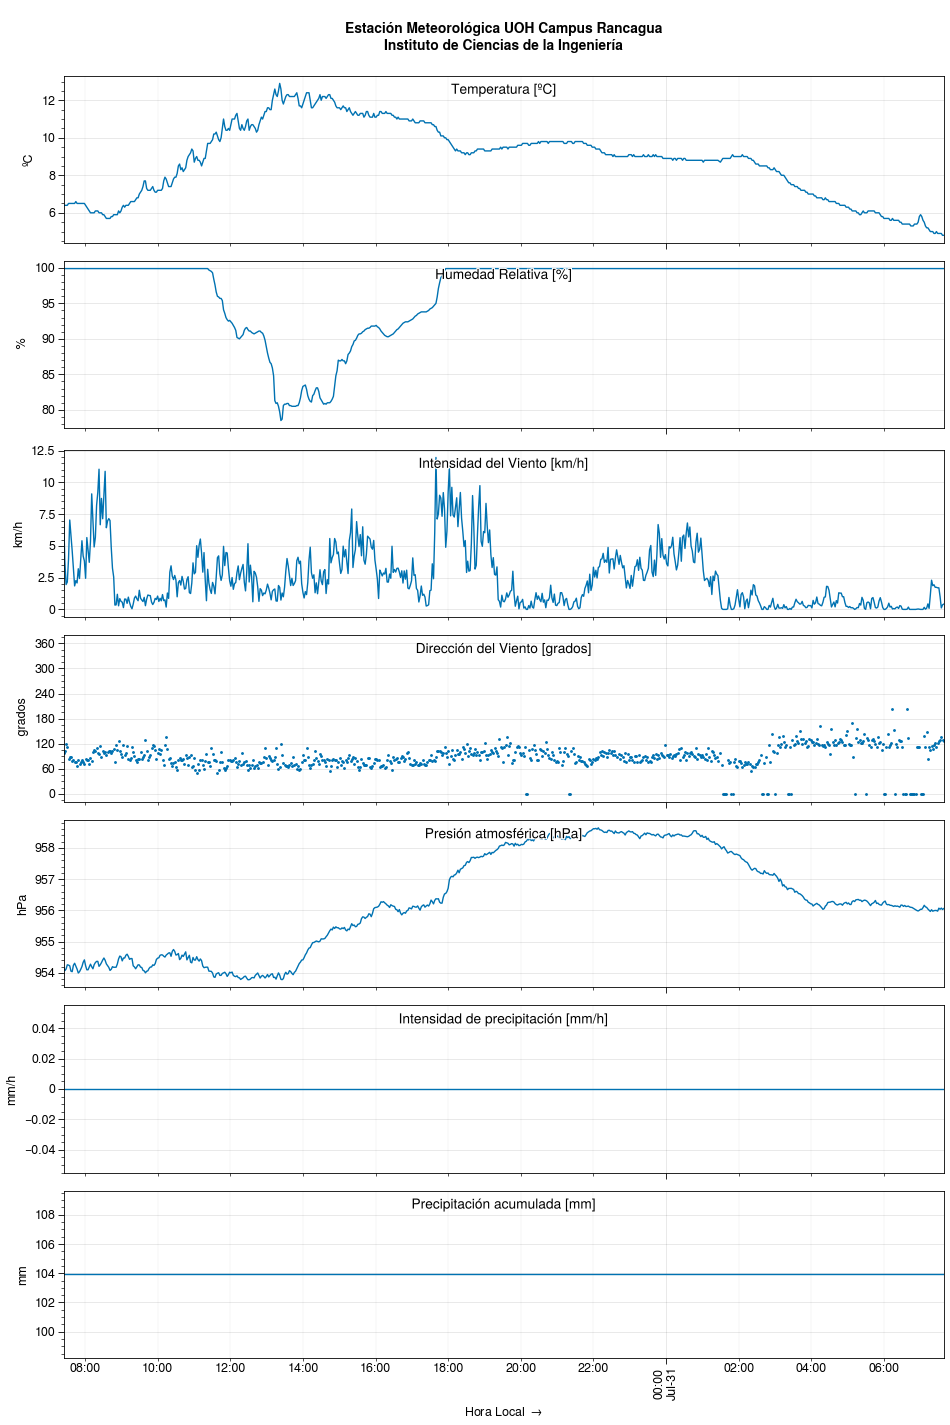 Estación Meteorológica UOH Campus Rancagua
Instituto de Ciencias de la Ingeniería
Temperatura [ºC]
12
10
8
6
ºC
Humedad Relativa [%]
100
95
90
85
80
%
Intensidad del Viento [km/h]
12.5
10
7.5
5
2.5
0
km/h
Dirección del Viento [grados]
360
300
240
180
120
60
0
grados
Presión atmosférica [hPa]
958
957
956
955
954
hPa
Intensidad de precipitación [mm/h]
0.04
0.02
0
−0.02
−0.04
mm/h
Precipitación acumulada [mm]
108
106
104
102
100
mm
08:00 10:00 12:00 14:00 16:00 18:00 20:00 22:00 00:00 02:00 04:00 06:00
Jul-31
Hora Local →